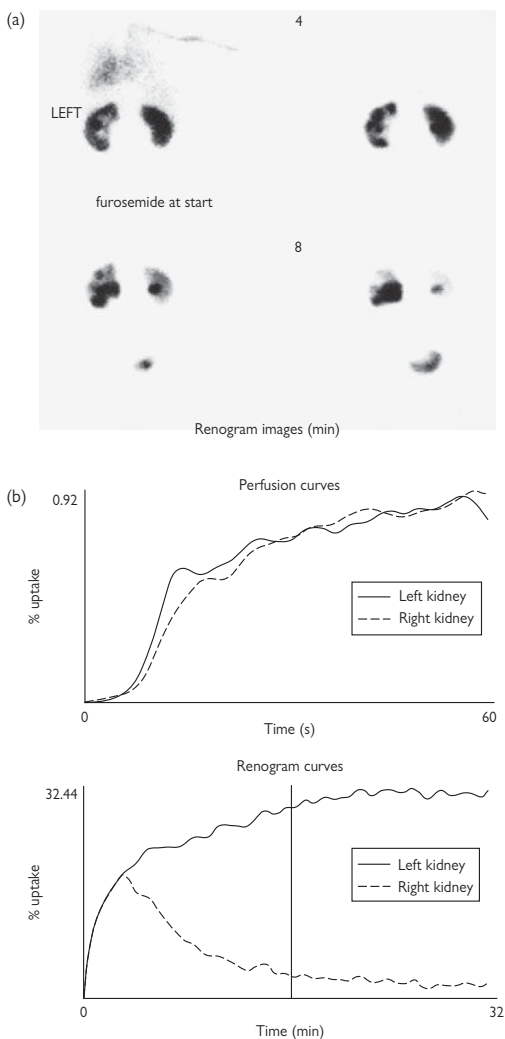 (a)
4
LEFT
furosemide at start
8
Renogram images (min)
(b)
Perfusion curves
0.92
% uptake
Left kidney
Right kidney
0
60
Time (s)
Renogram curves
32.44
% uptake
Left kidney
Right kidney
0
32
Time (min)